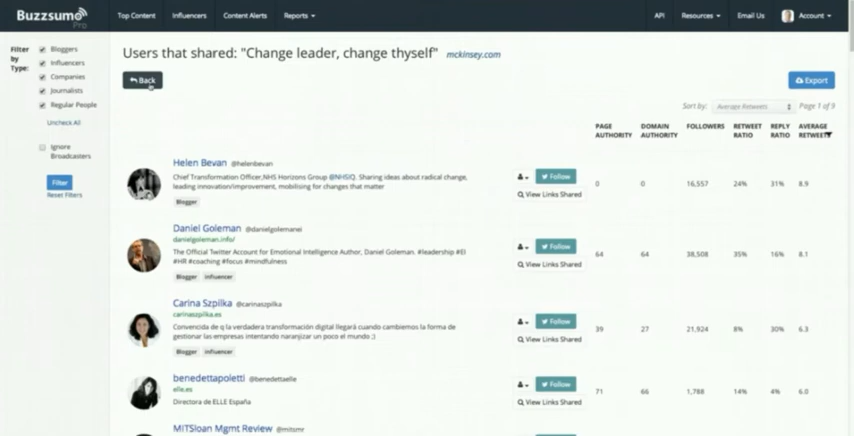 Buzzsumo
Pro
Top Content
Influencers
Content Alerts
Reports
API
Resources
Email Us
Account
Filter
by
Type:
Bloggers
Influencers
Companies
Journalists
Regular People
Uncheck All
Ignore
Broadcasters
Filter
Reset Filters
Users that shared: "Change leader, change thyself" mckinsey.com
Back
Export
Sort by: Average Retweets Page 1 of 9
PAGE
AUTHORITY
DOMAIN
AUTHORITY
FOLLOWERS
RETWEET
RATIO
REPLY
RATIO
AVERAGE
RETWEETS
Helen Bevan @helenbevan
Chief Transformation Officer,NHS Horizons Group @NHSIQ. Sharing ideas about radical change,
leading innovation/improvement, mobilising for changes that matter
Blogger
Follow
View Links Shared
0 0 16,557 24% 31% 8.9
Daniel Goleman @danielgolemanei
danielgoleman.info/
The Official Twitter Account for Emotional Intelligence Author, Daniel Goleman. #leadership #EI
#HR #coaching #focus #mindfulness
Blogger Influencer
Follow
View Links Shared
64 64 38,508 35% 16% 8.1
Carina Szpilka @carinaszpilka
carinaszpilka.es
Convencida de q la verdadera transformación digital llegará cuando cambiemos la forma de
gestionar las empresas intentando naranjizar un poco el mundo ;)
Blogger Influencer
Follow
View Links Shared
39 27 21,924 8% 30% 6.3
benedettapoletti @benedettaelle
elle.es
Directora de ELLE España
Follow
View Links Shared
71 66 1,788 14% 4% 6.0
MITSloan Mgmt Review @mitsmr